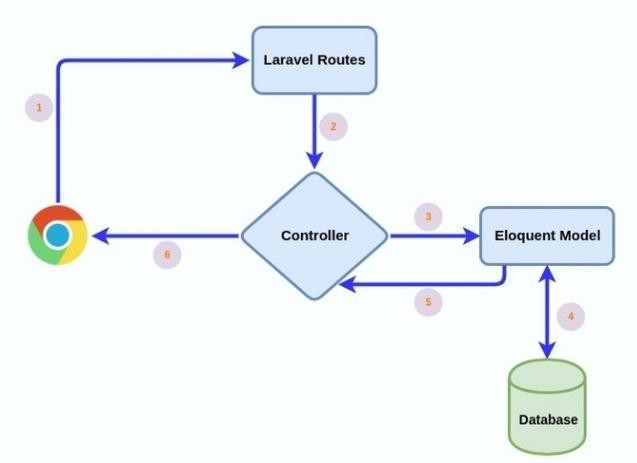 Laravel Routes
1
2
3
Controller
Eloquent Model
6
5
4
Database